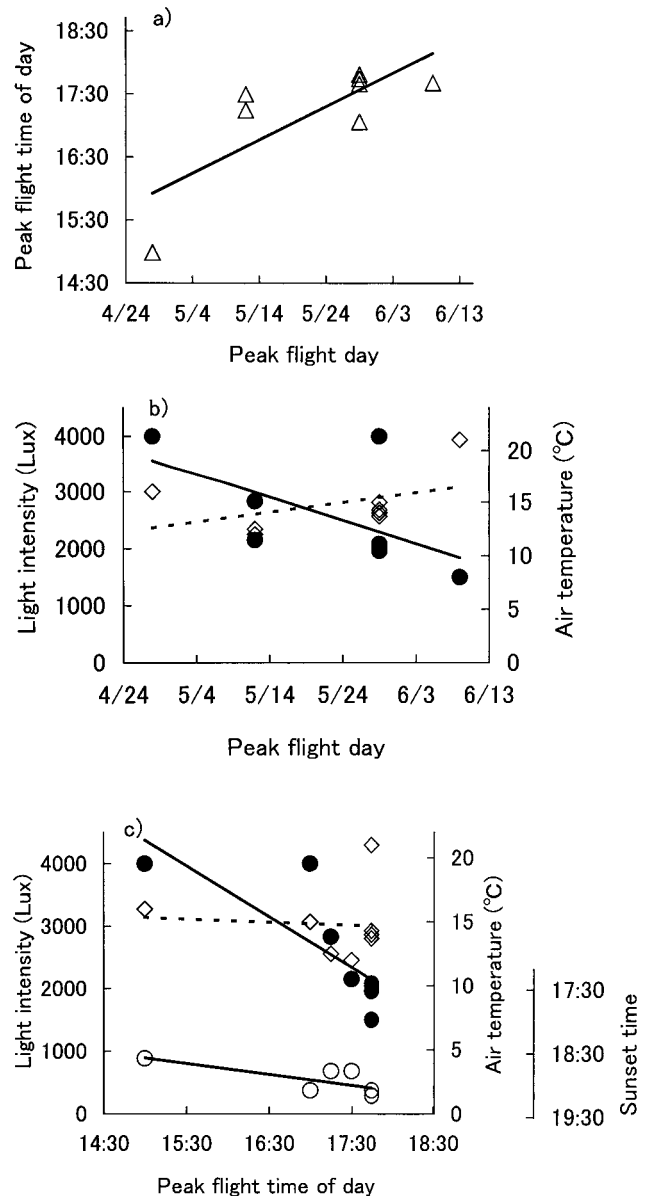 a)
Peak flight time of day
18:30
17:30
16:30
15:30
14:30
4/24 5/4 5/14 5/24 6/3 6/13
Peak flight day
b)
Light intensity (Lux)
4000
3000
2000
1000
0
20
15
10
5
0
Air temperature (℃)
4/24 5/4 5/14 5/24 6/3 6/13
Peak flight day
c)
Light intensity (Lux)
4000
3000
2000
1000
0
20
15
10
5
0
Air temperature (℃)
17:30
18:30
19:30
Sunset time
14:30 15:30 16:30 17:30 18:30
Peak flight time of day